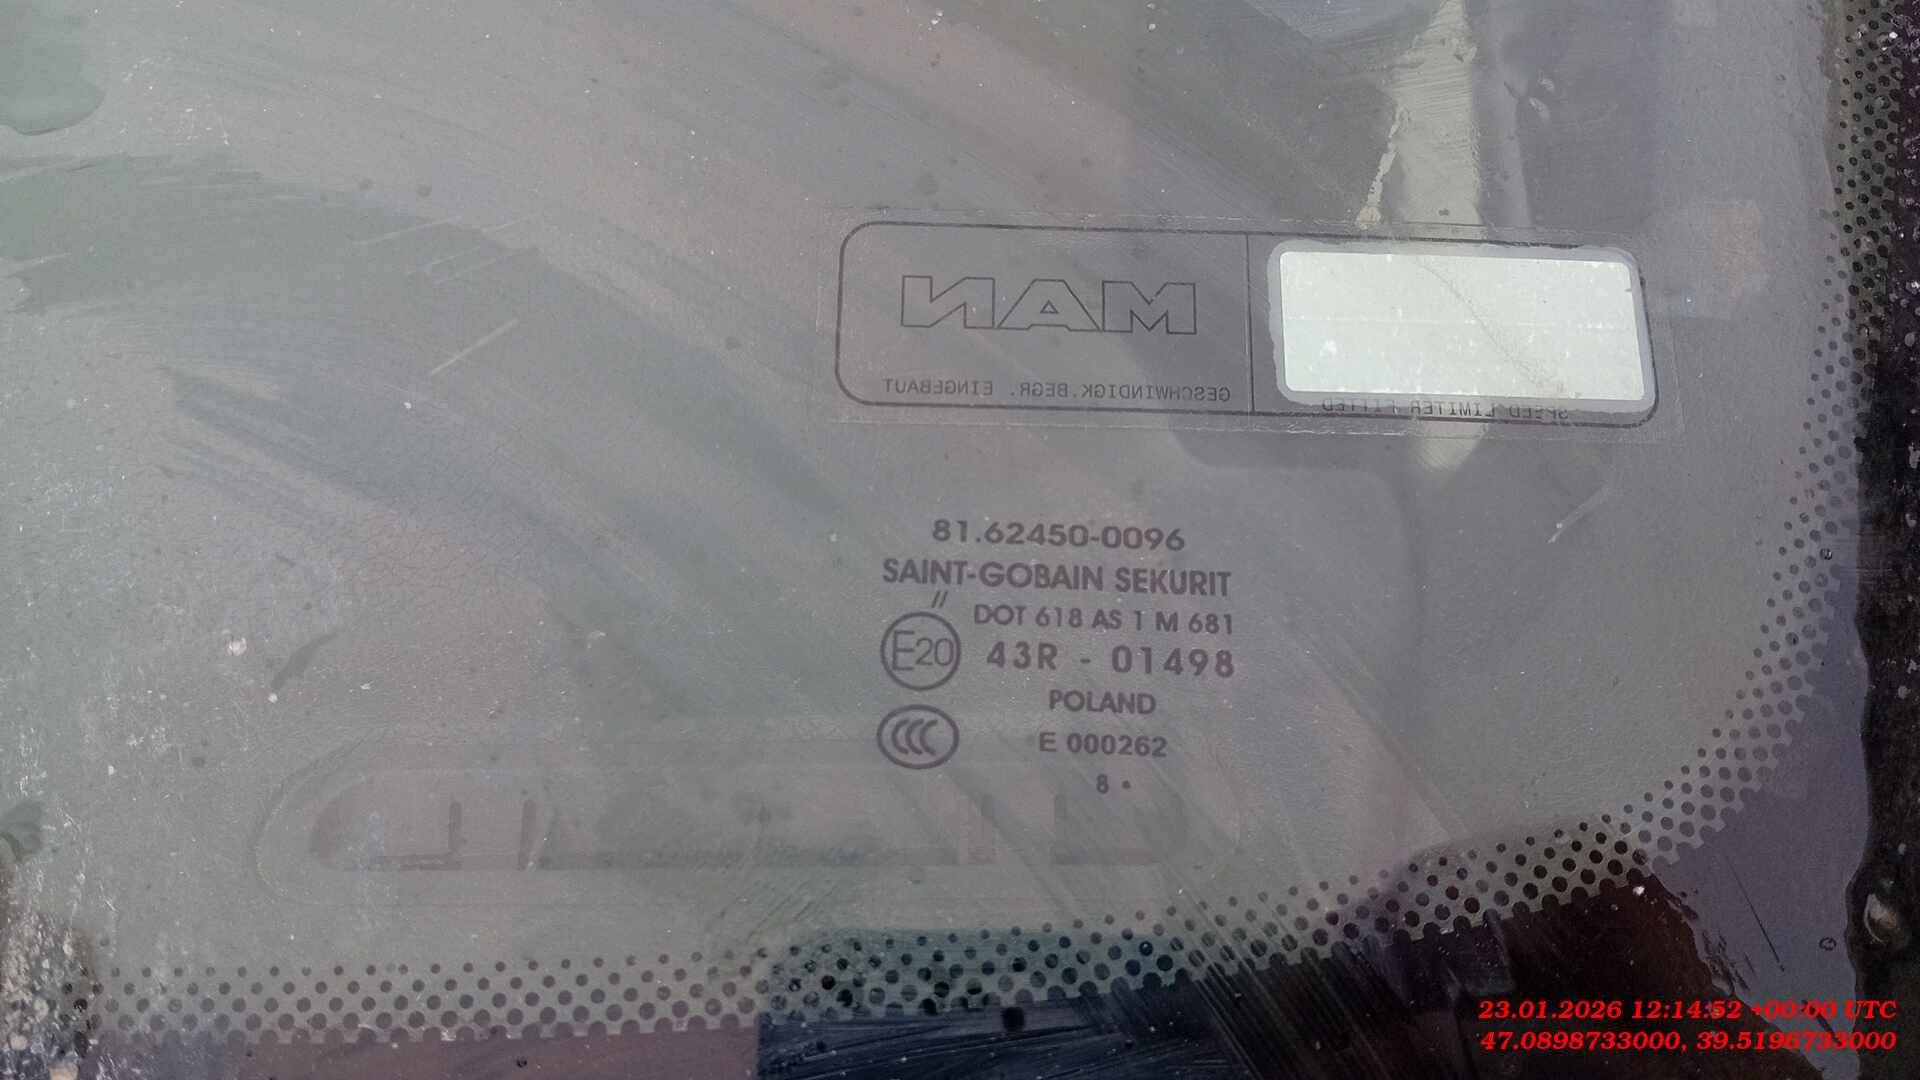 MAN
GESCHWINDIGK.BEGR. EINGEBAUT
SPEED LIMITER FITTED
81.62450-0096
SAINT-GOBAIN SEKURIT
//
DOT 618 AS 1 M 681
E20 43R - 01498
POLAND
CCC E 000262
8 •
23.01.2026 12:14:52 +00:00 UTC
47.0898733000, 39.5196733000